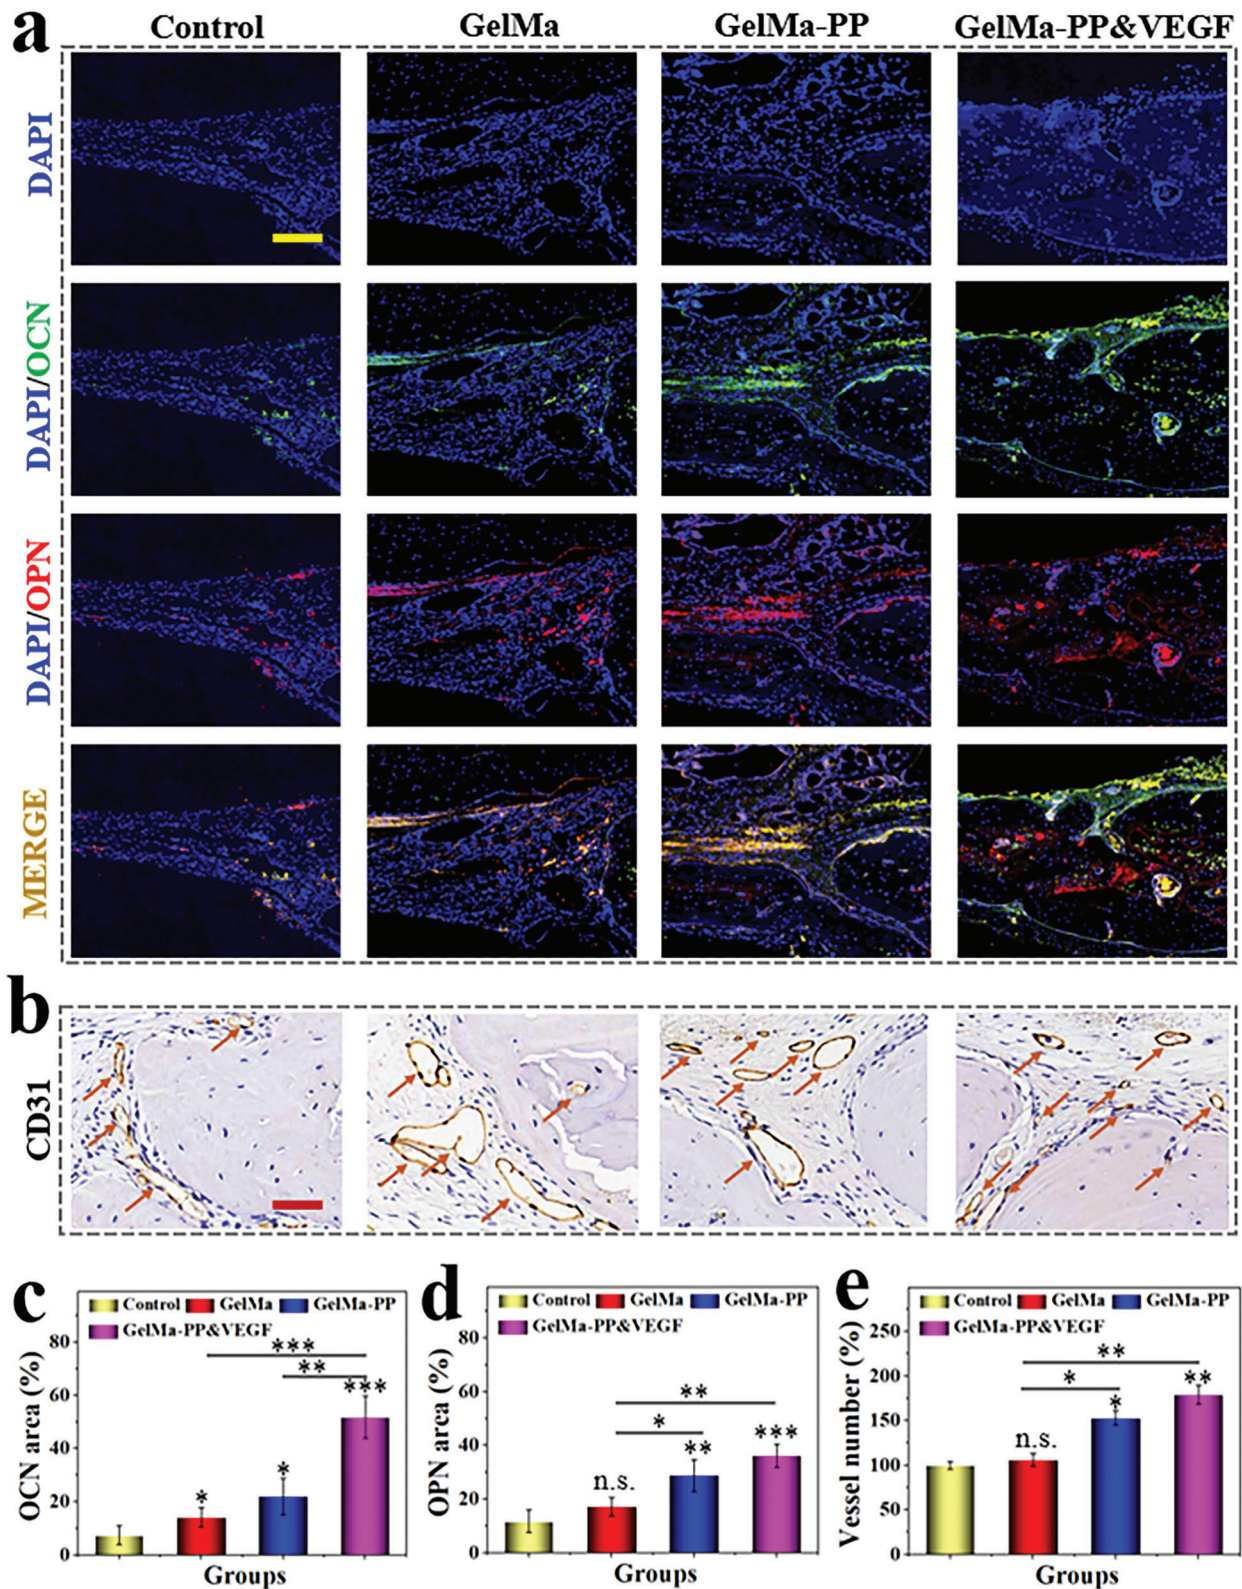 a
Control GelMa GelMa-PP GelMa-PP&VEGF
DAPI
DAPI/OCN
DAPI/OPN
MERGE
b
CD31
c
Control GelMa GelMa-PP
GelMa-PP&VEGF
OCN area (%)
80
60
40
20
0
***
**
***
*
*
Groups
d
Control GelMa GelMa-PP
GelMa-PP&VEGF
OPN area (%)
80
60
40
20
0
**
*
***
**
n.s.
Groups
e
Control GelMa GelMa-PP
GelMa-PP&VEGF
Vessel number (%)
250
200
150
100
50
0
**
*
**
*
n.s.
Groups